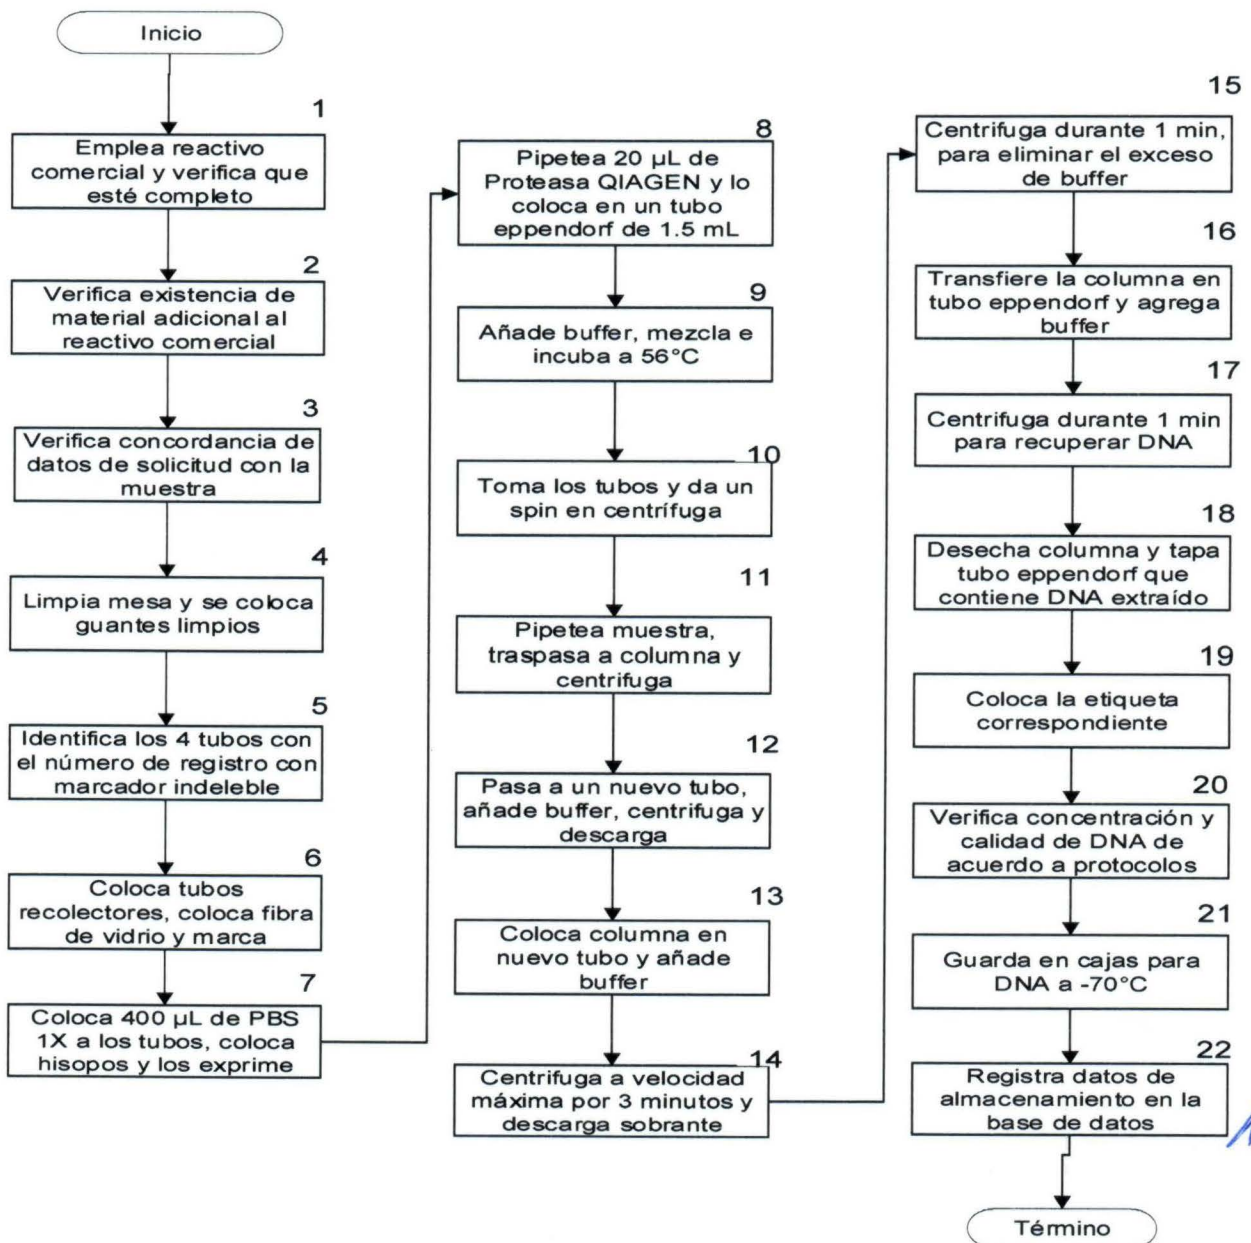 Inicio
1
Emplea reactivo
comercial y verifica que
esté completo
2
Verifica existencia de
material adicional al
reactivo comercial
3
Verifica concordancia de
datos de solicitud con la
muestra
4
Limpia mesa y se coloca
guantes limpios
5
Identifica los 4 tubos con
el número de registro con
marcador indeleble
6
Coloca tubos
recolectores, coloca fibra
de vidrio y marca
7
Coloca 400 µL de PBS
1X a los tubos, coloca
hisopos y los exprime
8
Pipetea 20 µL de
Proteasa QIAGEN y lo
coloca en un tubo
eppendorf de 1.5 mL
9
Añade buffer, mezcla e
incuba a 56°C
10
Toma los tubos y da un
spin en centrífuga
11
Pipetea muestra,
traspasa a columna y
centrifuga
12
Pasa a un nuevo tubo,
añade buffer, centrifuga y
descarga
13
Coloca columna en
nuevo tubo y añade
buffer
14
Centrifuga a velocidad
máxima por 3 minutos y
descarga sobrante
15
Centrifuga durante 1 min,
para eliminar el exceso
de buffer
16
Transfiere la columna en
tubo eppendorf y agrega
buffer
17
Centrifuga durante 1 min
para recuperar DNA
18
Desecha columna y tapa
tubo eppendorf que
contiene DNA extraído
19
Coloca la etiqueta
correspondiente
20
Verifica concentración y
calidad de DNA de
acuerdo a protocolos
21
Guarda en cajas para
DNA a -70°C
22
Registra datos de
almacenamiento en la
base de datos
Término